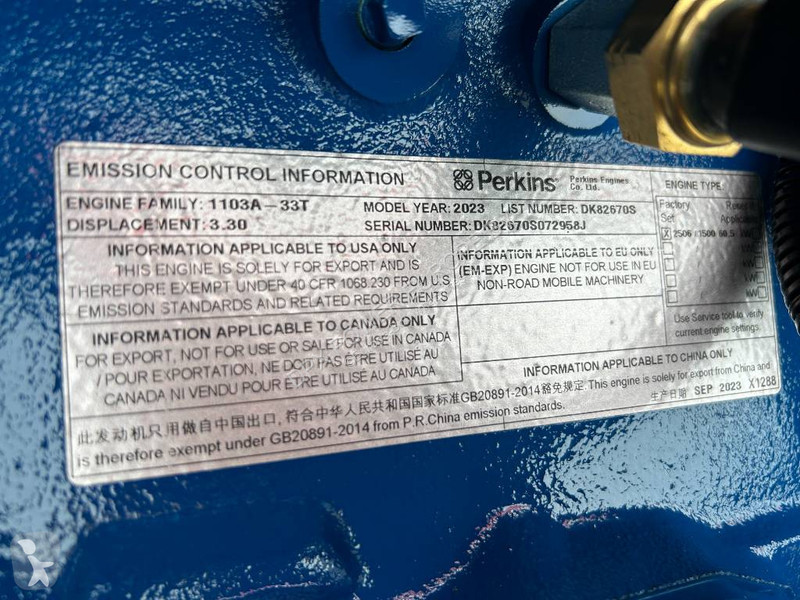 EMISSION CONTROL INFORMATION
Perkins
Perkins Engines
Co. Ltd.
ENGINE TYPE
ENGINE FAMILY: 1103A-33T
MODEL YEAR: 2023 LIST NUMBER: DK82670S
DISPLACEMENT: 3.30
SERIAL NUMBER: DK82670S072958J
Factory
Set
X 2506 1500 60.5
kW
kW
Use Service tool to verify
current engine settings.
INFORMATION APPLICABLE TO USA ONLY
THIS ENGINE IS SOLELY FOR EXPORT AND IS
THEREFORE EXEMPT UNDER 40 CFR 1068.230 FROM U.S
EMISSION STANDARDS AND RELATED REQUIREMENTS
INFORMATION APPLICABLE TO EU ONLY
(EM-EXP) ENGINE NOT FOR USE IN EU
NON-ROAD MOBILE MACHINERY
INFORMATION APPLICABLE TO CANADA ONLY
FOR EXPORT, NOT FOR USE OR SALE FOR USE IN CANADA
/ POUR EXPORTATION, NE DOIT PAS ÊTRE UTILISÉ AU
CANADA NI VENDU POUR ÊTRE UTILISÉ AU CANADA
INFORMATION APPLICABLE TO CHINA ONLY
此发动机只用做自中国出口, 符合中华人民共和国国家标准GB20891-2014豁免规定 This engine is solely for export from China and
is therefore exempt under GB20891-2014 from P.R.China emission standards.
生产日期 SEP 2023 X1288